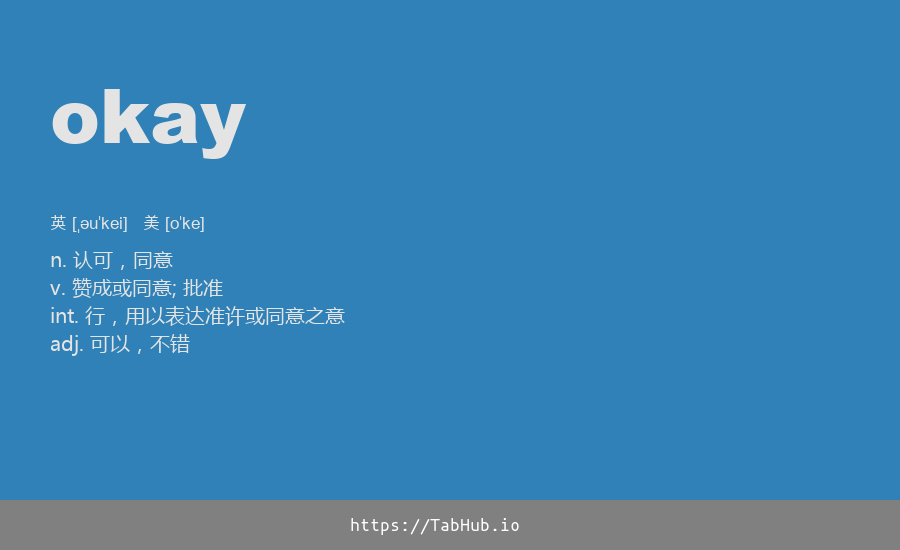 okay
英 [ˌəu'kei] 美 [o'ke]
n. 认可，同意
v. 赞成或同意; 批准
int. 行，用以表达准许或同意之意
adj. 可以，不错
https://TabHub.io